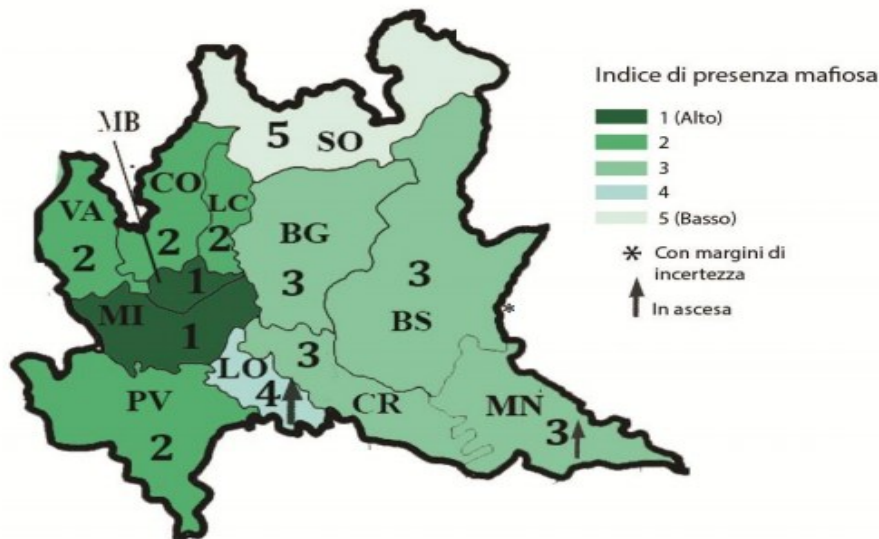 Indice di presenza mafiosa
1 (Alto)
2
3
4
5 (Basso)
* Con margini di
incertezza
In ascesa
MB
5 SO
CO
VA
LC
2
2
2
BG
3
3
BS
*
1
MI
1
3
LO
4
CR
PV
2
MN
3